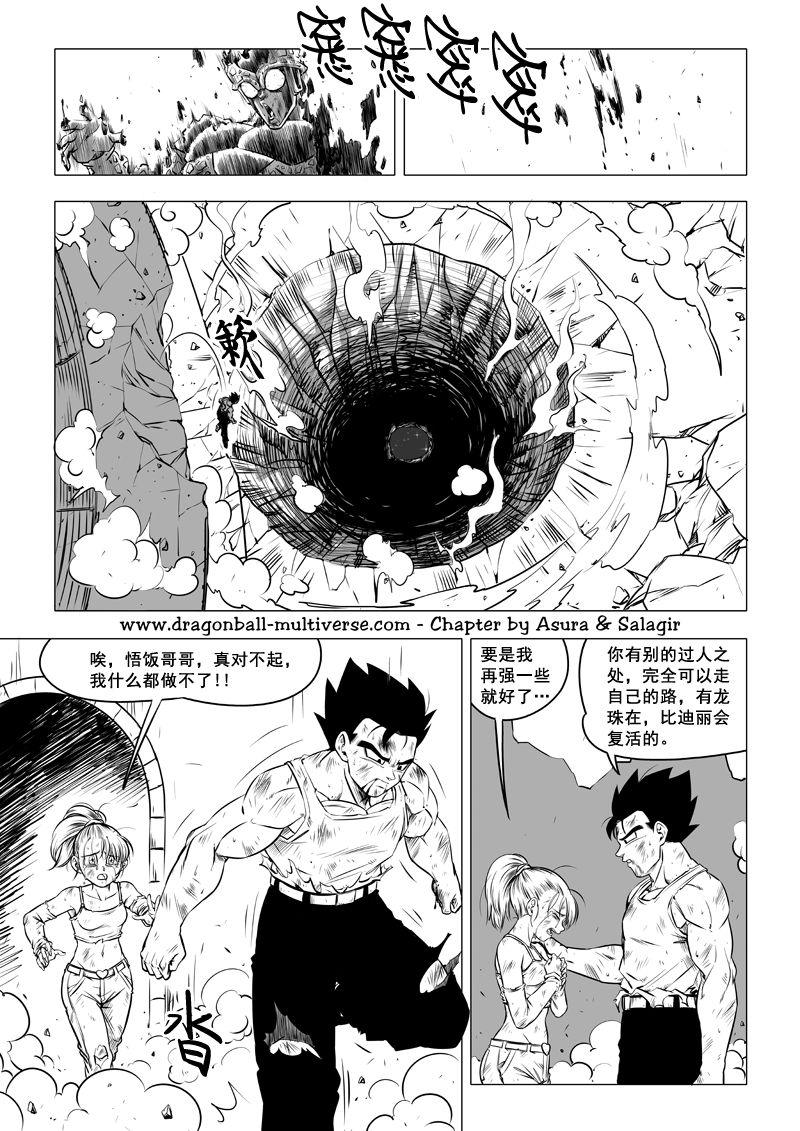 www.dragonball-multiverse.com - Chapter by Asura & Salagir
唉，悟饭哥哥，真对不起，
我什么都做不了！！
要是我
再强一些
就好了…
你有别的过人之
处，完全可以走
自己的路，有龙
珠在，比迪丽会
复活的。
沓